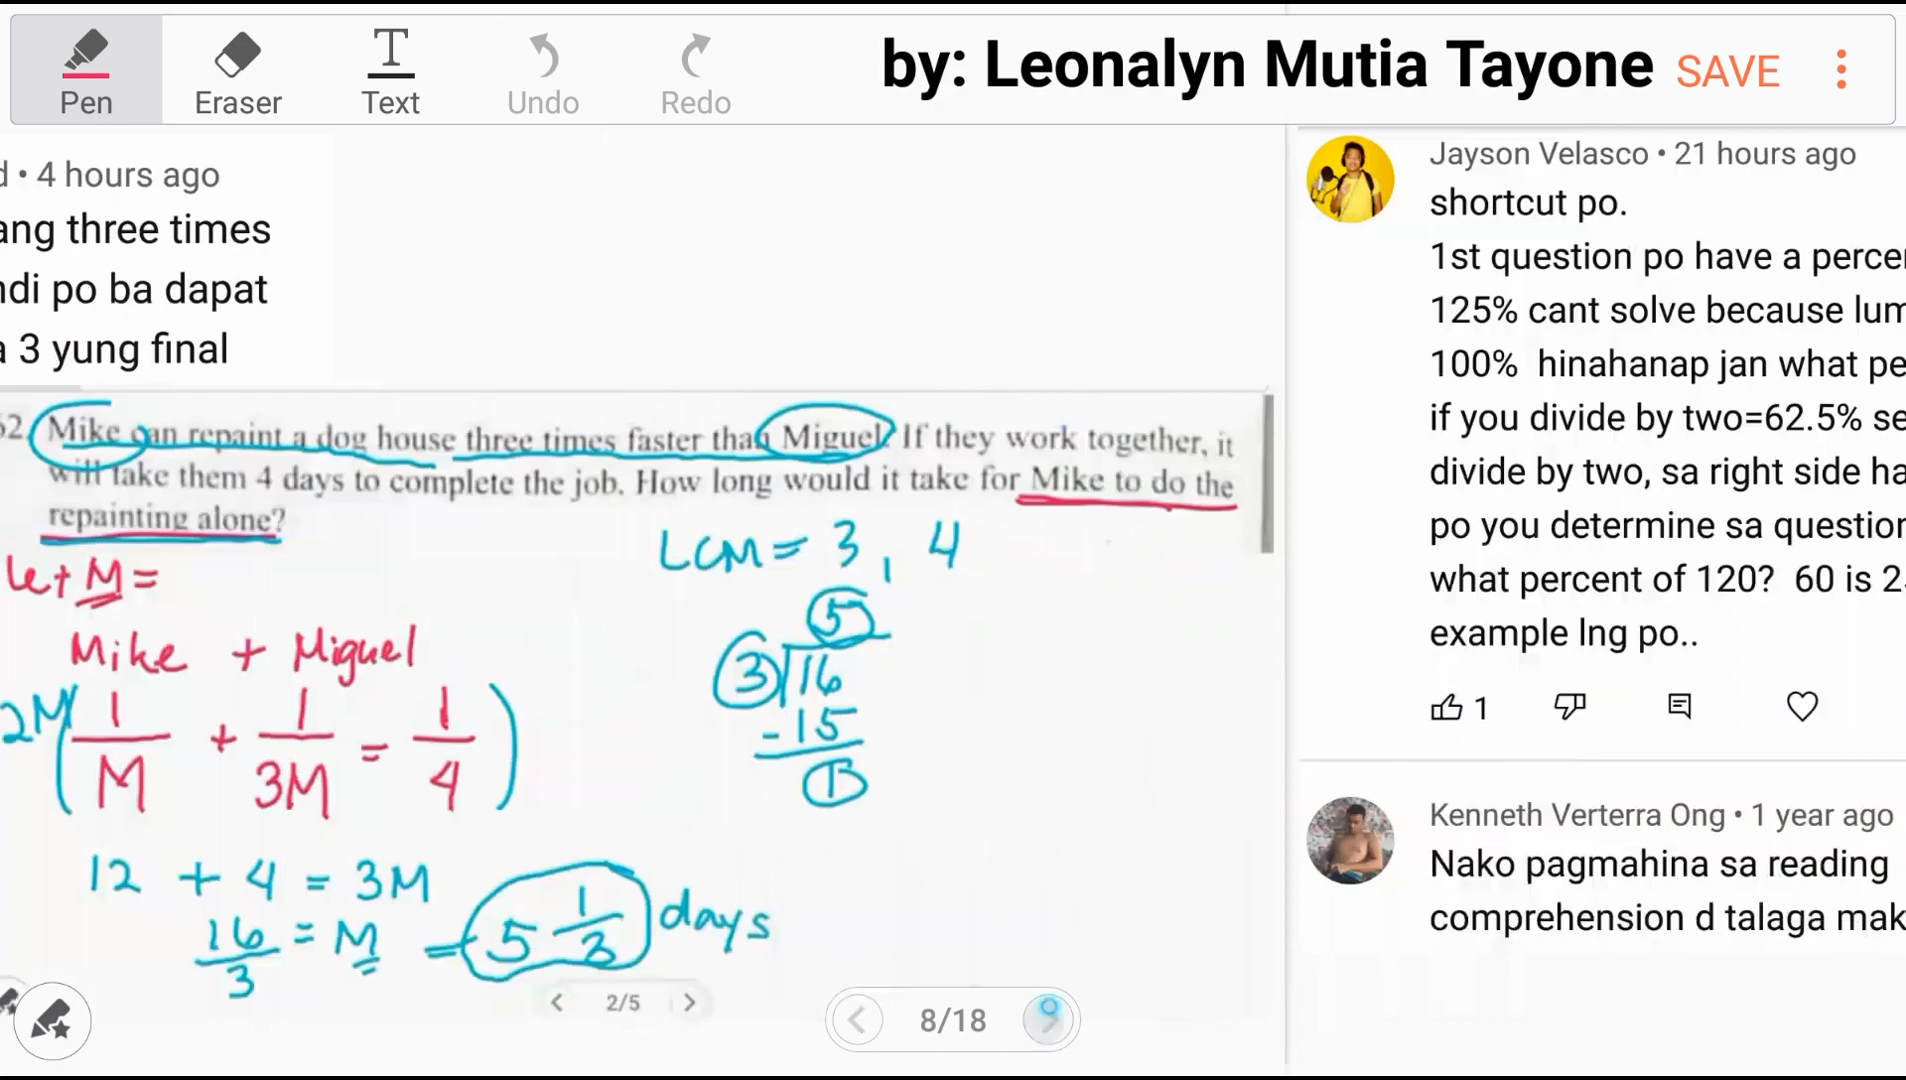 Pen
Eraser
Text
Undo
Redo
by: Leonalyn Mutia Tayone
SAVE
d • 4 hours ago
ang three times
ndi po ba dapat
a 3 yung final
62. Mike can repaint a dog house three times faster than Miguel. If they work together, it
will take them 4 days to complete the job. How long would it take for Mike to do the
repainting alone?
let M =
Mike + Miguel
2M( 1/M + 1/3M = 1/4 )
12 + 4 = 3M
16/3 = M = 5 1/3 days
LCM = 3, 4
5
3)16
-15
1
2/5
8/18
Jayson Velasco • 21 hours ago
shortcut po.
1st question po have a perce
125% cant solve because lum
100% hinahanap jan what pe
if you divide by two=62.5% se
divide by two, sa right side ha
po you determine sa question
what percent of 120? 60 is 2
example lng po..
1
Kenneth Verterra Ong • 1 year ago
Nako pagmahina sa reading
comprehension d talaga mak